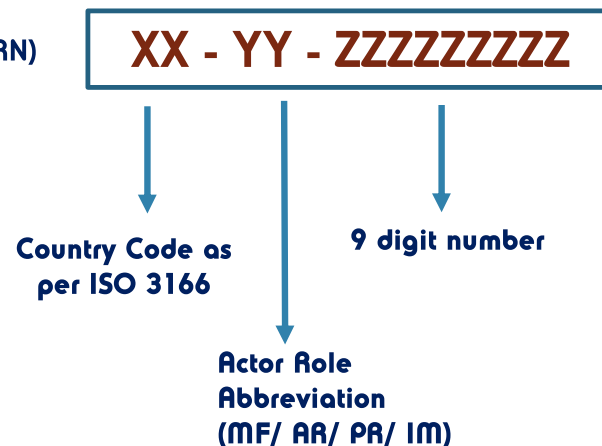 RN)
XX - YY - ZZZZZZZZZ
Country Code as
per ISO 3166
9 digit number
Actor Role
Abbreviation
(MF/ AR/ PR/ IM)